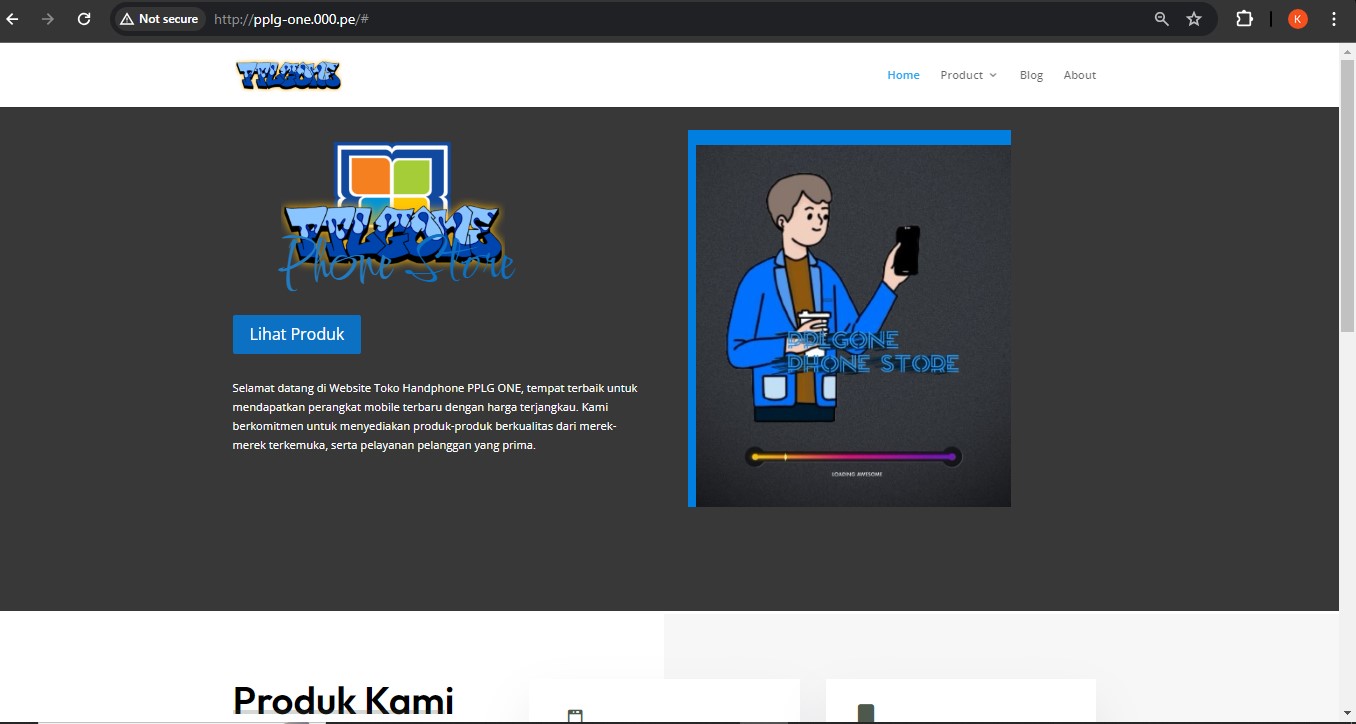 Not secure
http://pplg-one.000.pe/#
K
PPLGONE
Home
Product
Blog
About
PPLGONE
Phone Store
Lihat Produk
Selamat datang di Website Toko Handphone PPLG ONE, tempat terbaik untuk
mendapatkan perangkat mobile terbaru dengan harga terjangkau. Kami
berkomitmen untuk menyediakan produk-produk berkualitas dari merek-
merek terkemuka, serta pelayanan pelanggan yang prima.
PPLGONE
PHONE STORE
LOADING AWESOME
Produk Kami